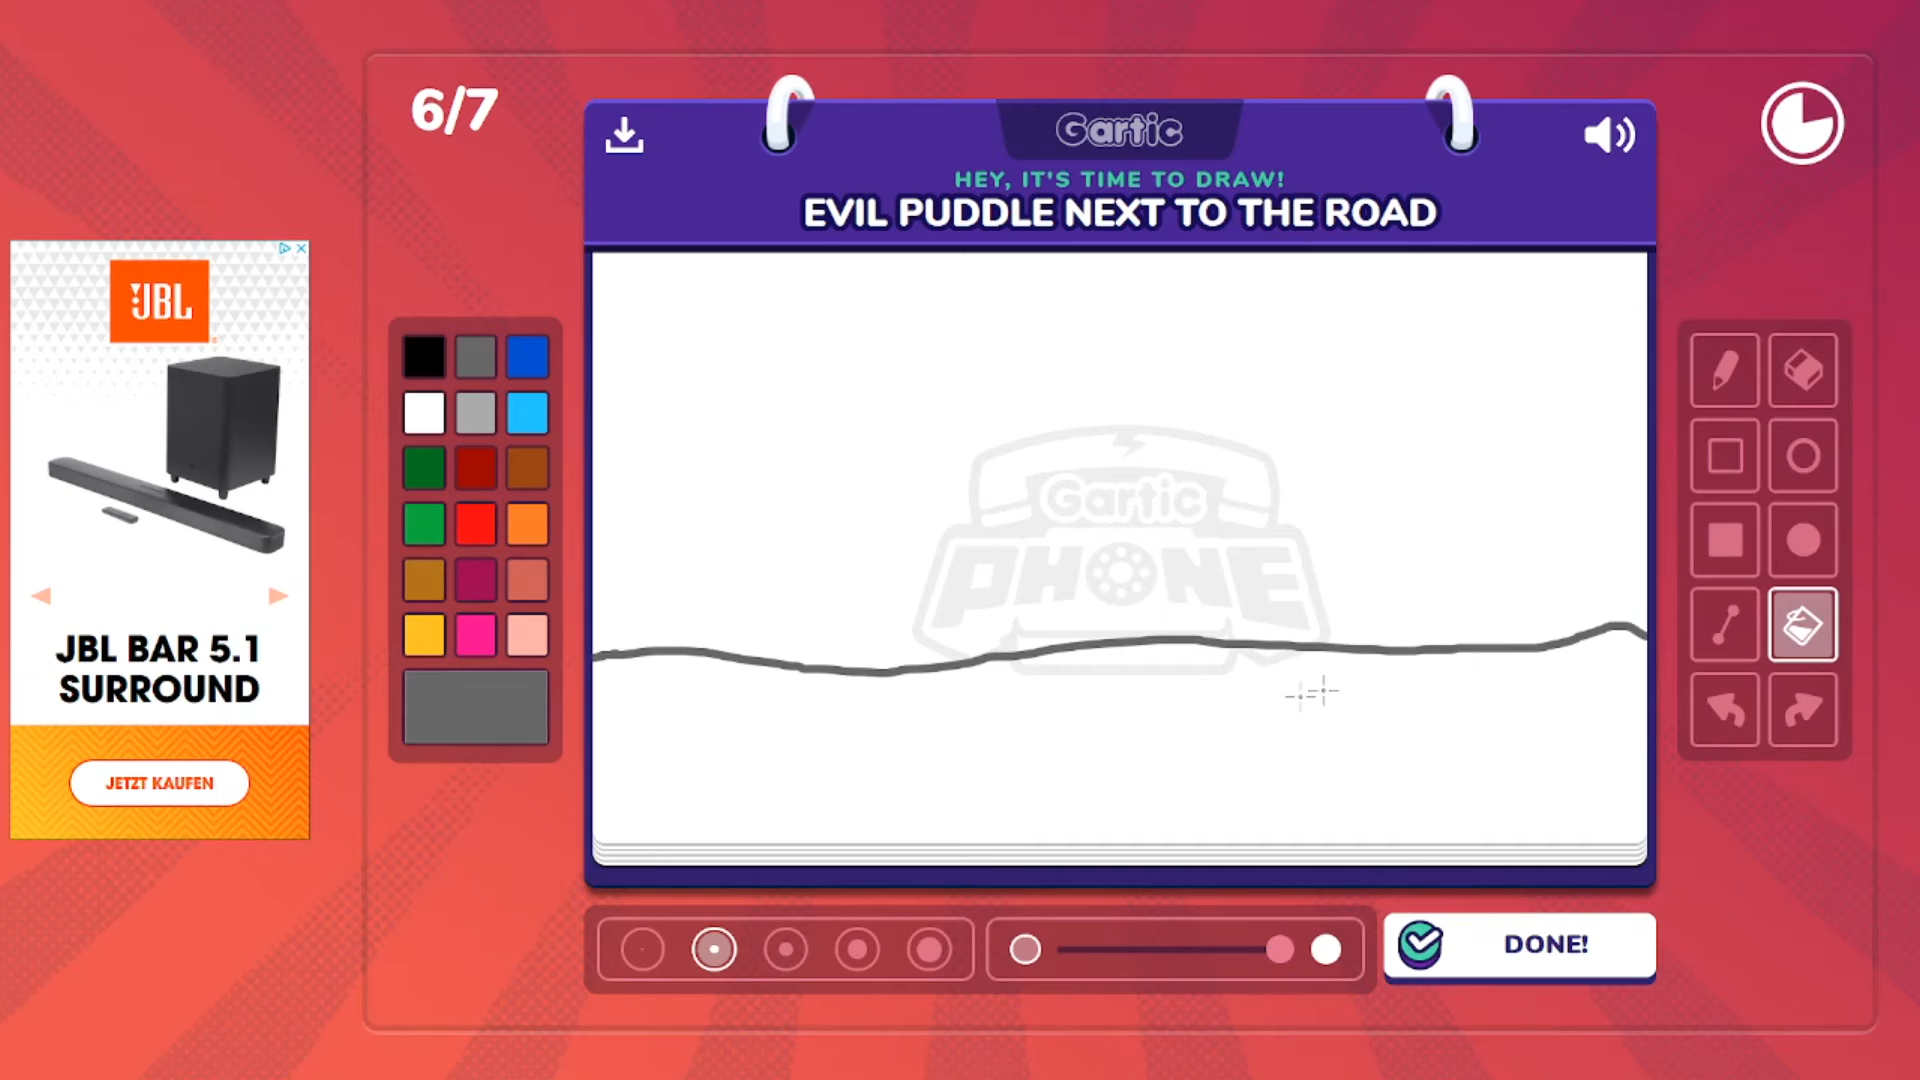 6/7
Gartic
HEY, IT'S TIME TO DRAW!
EVIL PUDDLE NEXT TO THE ROAD
JBL
JBL BAR 5.1
SURROUND
JETZT KAUFEN
Gartic
PHONE
DONE!